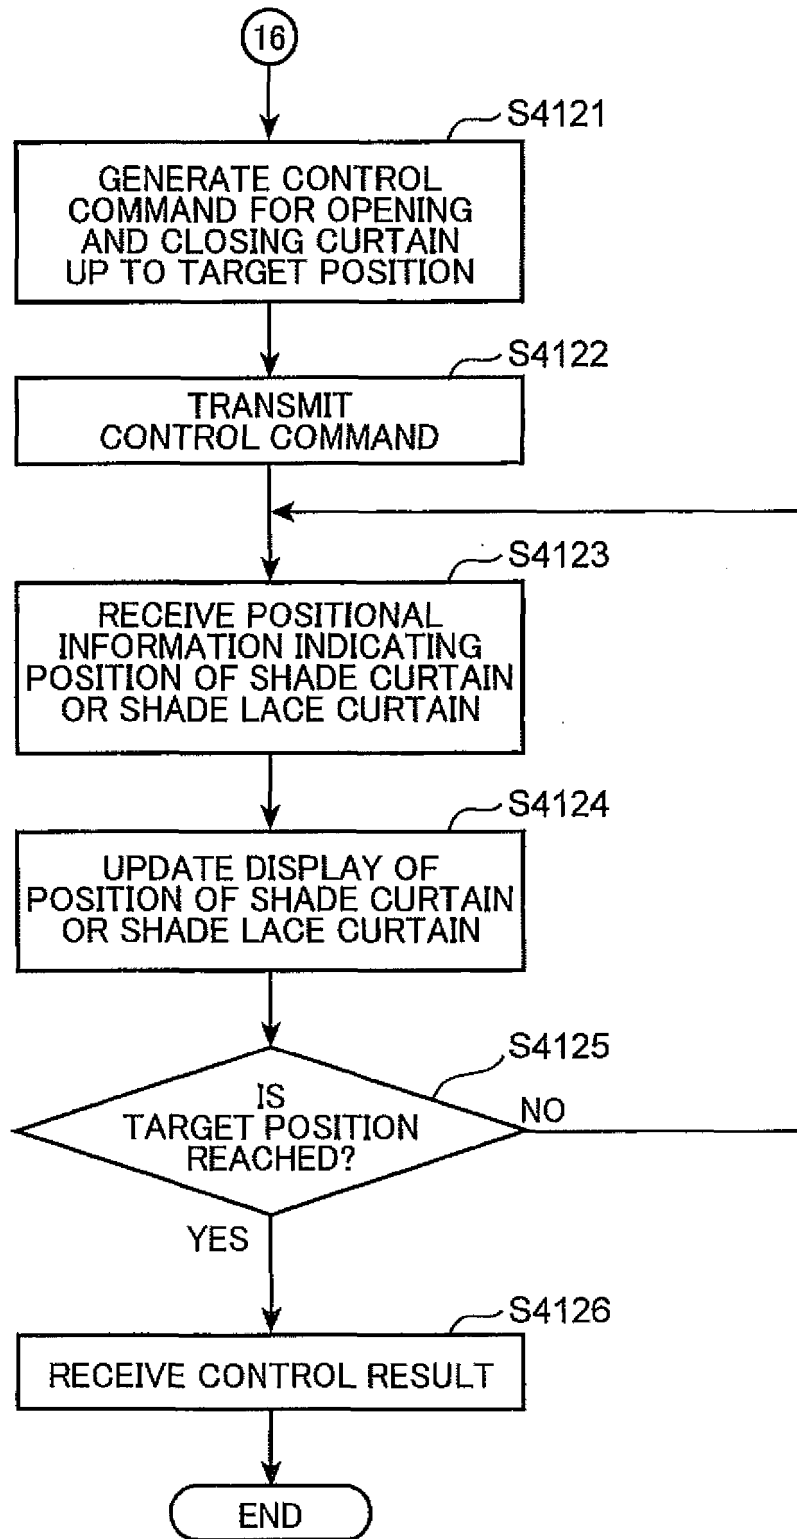 16
S4121
GENERATE CONTROL
COMMAND FOR OPENING
AND CLOSING CURTAIN
UP TO TARGET POSITION
S4122
TRANSMIT
CONTROL COMMAND
S4123
RECEIVE POSITIONAL
INFORMATION INDICATING
POSITION OF SHADE CURTAIN
OR SHADE LACE CURTAIN
S4124
UPDATE DISPLAY OF
POSITION OF SHADE CURTAIN
OR SHADE LACE CURTAIN
S4125
IS
TARGET POSITION
REACHED?
NO
YES
S4126
RECEIVE CONTROL RESULT
END